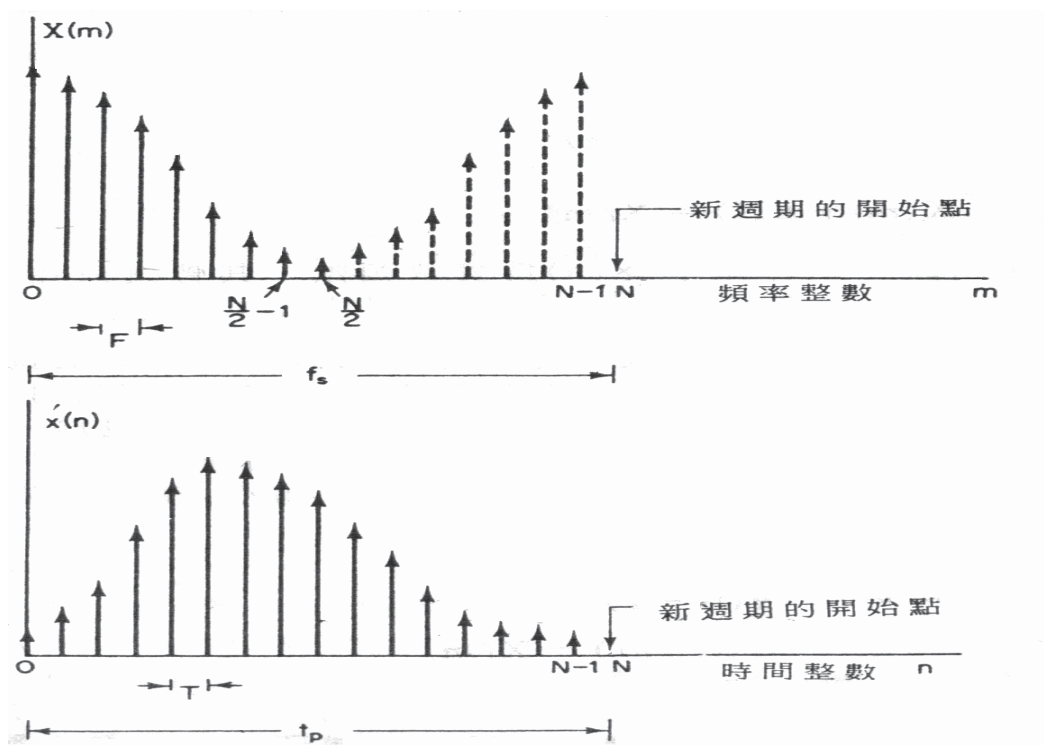 X(m)
新週期的開始點
0
N/2 -1
N/2
N-1 N
頻率整數
m
F
fs
x́(n)
新週期的開始點
0
N-1 N
時間整數
n
T
tp